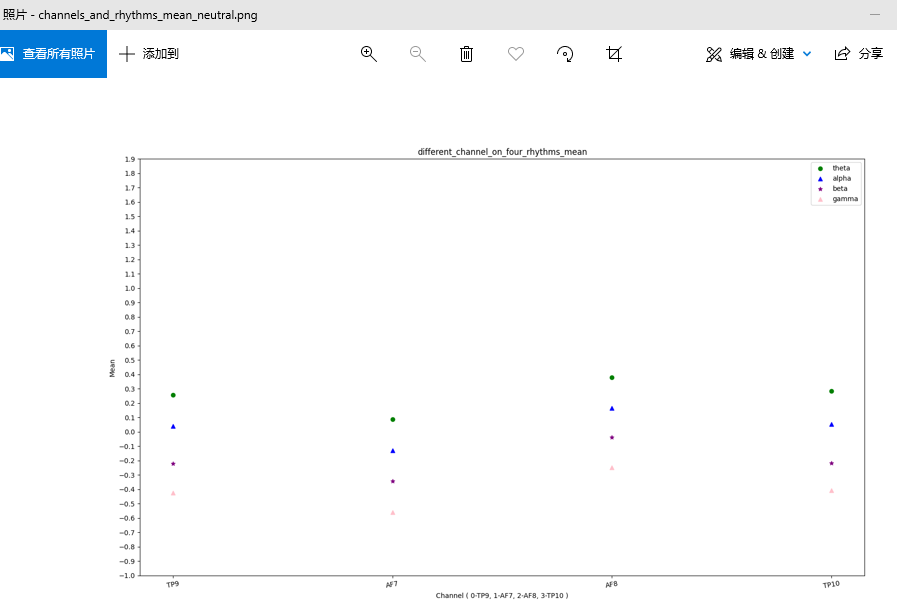 照片 - channels_and_rhythms_mean_neutral.png
查看所有照片
添加到
编辑 & 创建
分享
different_channel_on_four_rhythms_mean
theta
alpha
beta
gamma
1.9
1.8
1.7
1.6
1.5
1.4
1.3
1.2
1.1
1.0
0.9
0.8
0.7
0.6
0.5
0.4
0.3
0.2
0.1
0.0
−0.1
−0.2
−0.3
−0.4
−0.5
−0.6
−0.7
−0.8
−0.9
−1.0
Mean
TP9
AF7
AF8
TP10
Channel ( 0-TP9, 1-AF7, 2-AF8, 3-TP10 )